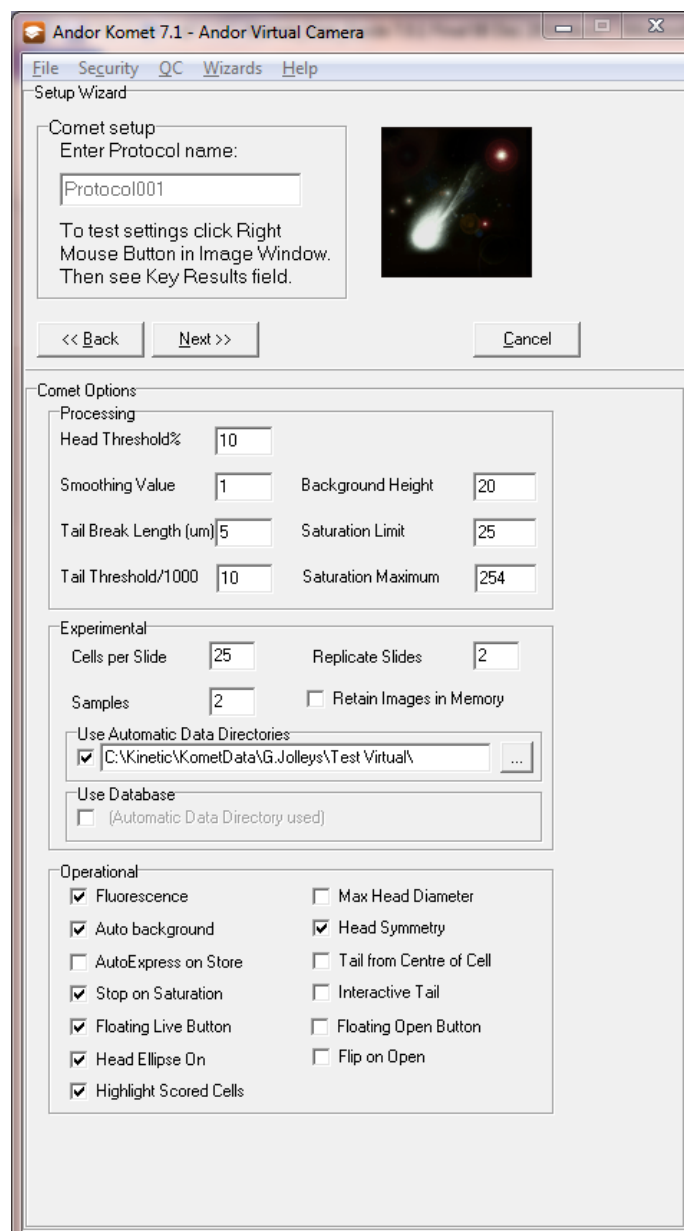 Andor Komet 7.1 - Andor Virtual Camera
File Security QC Wizards Help
Setup Wizard
Comet setup
Enter Protocol name:
Protocol001
To test settings click Right
Mouse Button in Image Window.
Then see Key Results field.
<< Back Next >> Cancel
Comet Options
Processing
Head Threshold% 10
Smoothing Value 1 Background Height 20
Tail Break Length (um) 5 Saturation Limit 25
Tail Threshold/1000 10 Saturation Maximum 254
Experimental
Cells per Slide 25 Replicate Slides 2
Samples 2 Retain Images in Memory
Use Automatic Data Directories
C:\Kinetic\KometData\G.Jolleys\Test Virtual\ ...
Use Database
(Automatic Data Directory used)
Operational
Fluorescence Max Head Diameter
Auto background Head Symmetry
AutoExpress on Store Tail from Centre of Cell
Stop on Saturation Interactive Tail
Floating Live Button Floating Open Button
Head Ellipse On Flip on Open
Highlight Scored Cells